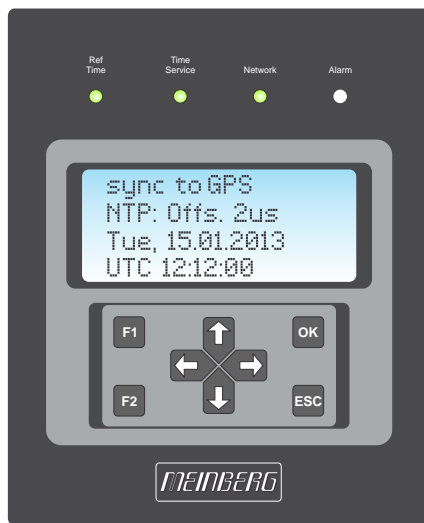 Ref Time
Time Service
Network
Alarm
sync to GPS
NTP: Offs. 2us
Tue, 15.01.2013
UTC 12:12:00
F1
OK
F2
ESC
MEINBERG